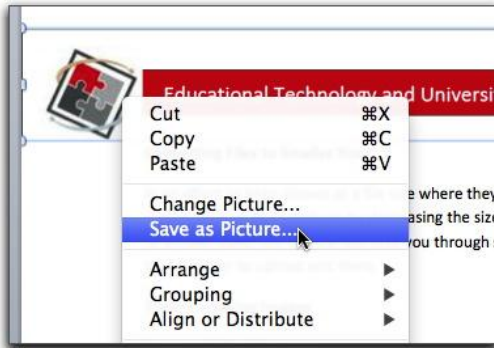 Educational Technology and Universi
Cut ⌘X
Copy ⌘C
Paste ⌘V
e where they
Change Picture...
asing the size
Save as Picture...
you through
Arrange ▶
Grouping ▶
Align or Distribute ▶